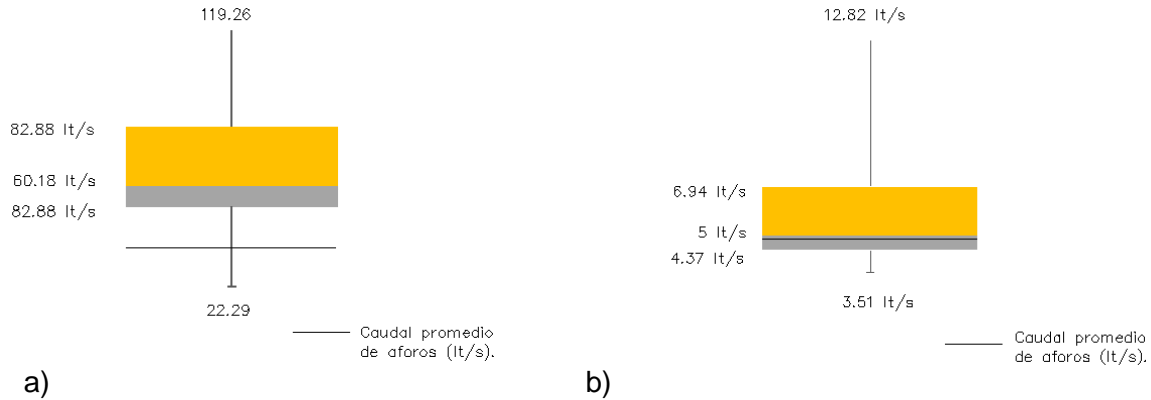 119.26
82.88 lt/s
60.18 lt/s
82.88 lt/s
22.29
Caudal promedio
de aforos (lt/s).
a)
12.82 lt/s
6.94 lt/s
5 lt/s
4.37 lt/s
3.51 lt/s
Caudal promedio
de aforos (lt/s).
b)